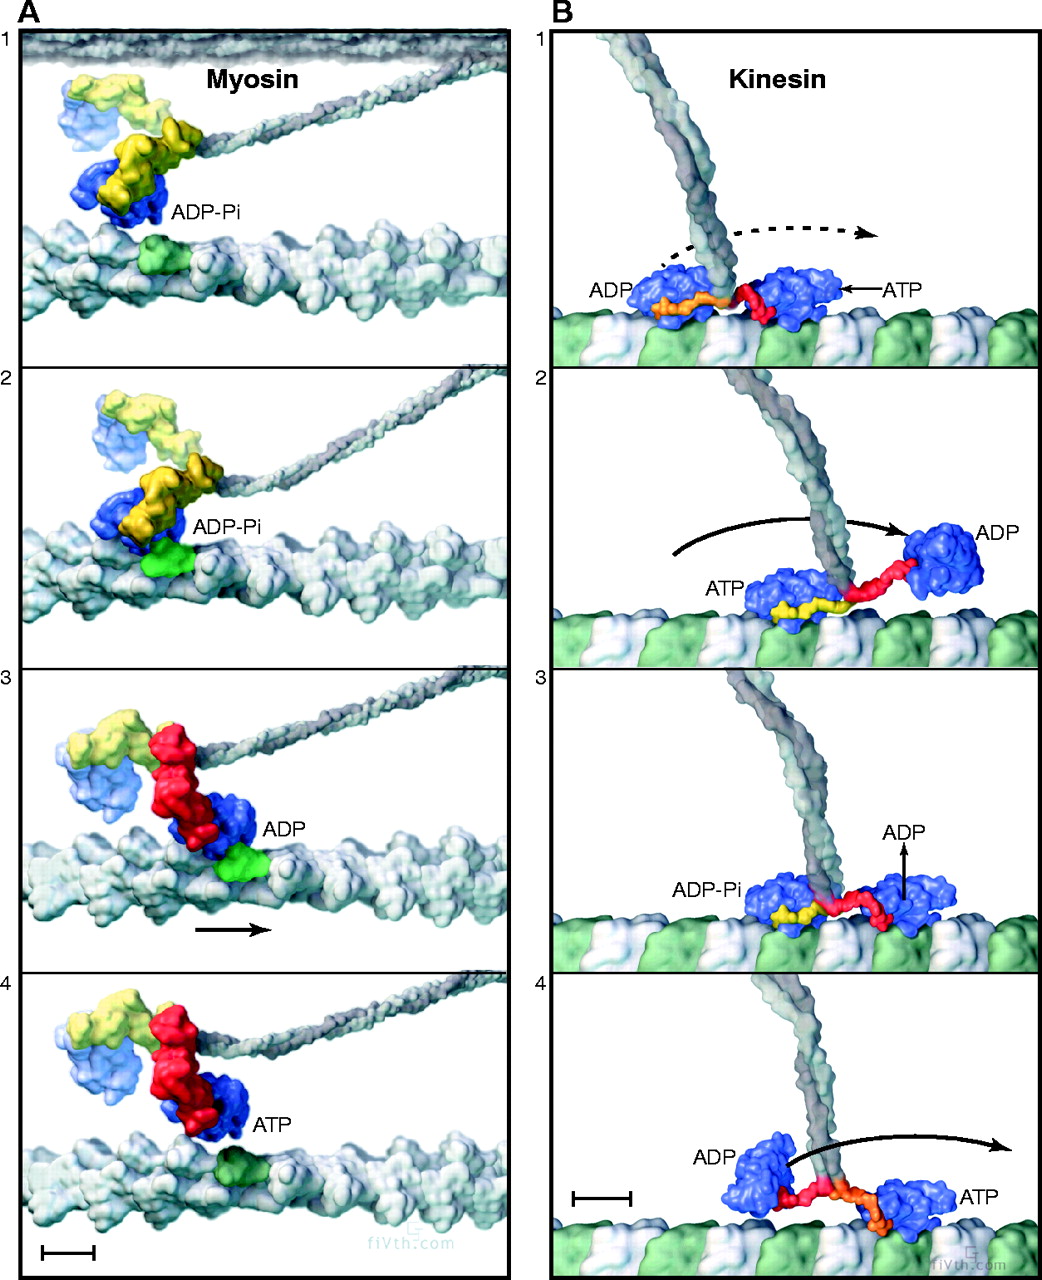 A
B
1
Myosin
ADP-Pi
2
ADP-Pi
3
ADP
4
ATP
fiVth.com
1
Kinesin
ADP
ATP
2
ADP
ATP
3
ADP
ADP-Pi
4
ADP
ATP
fiVth.com